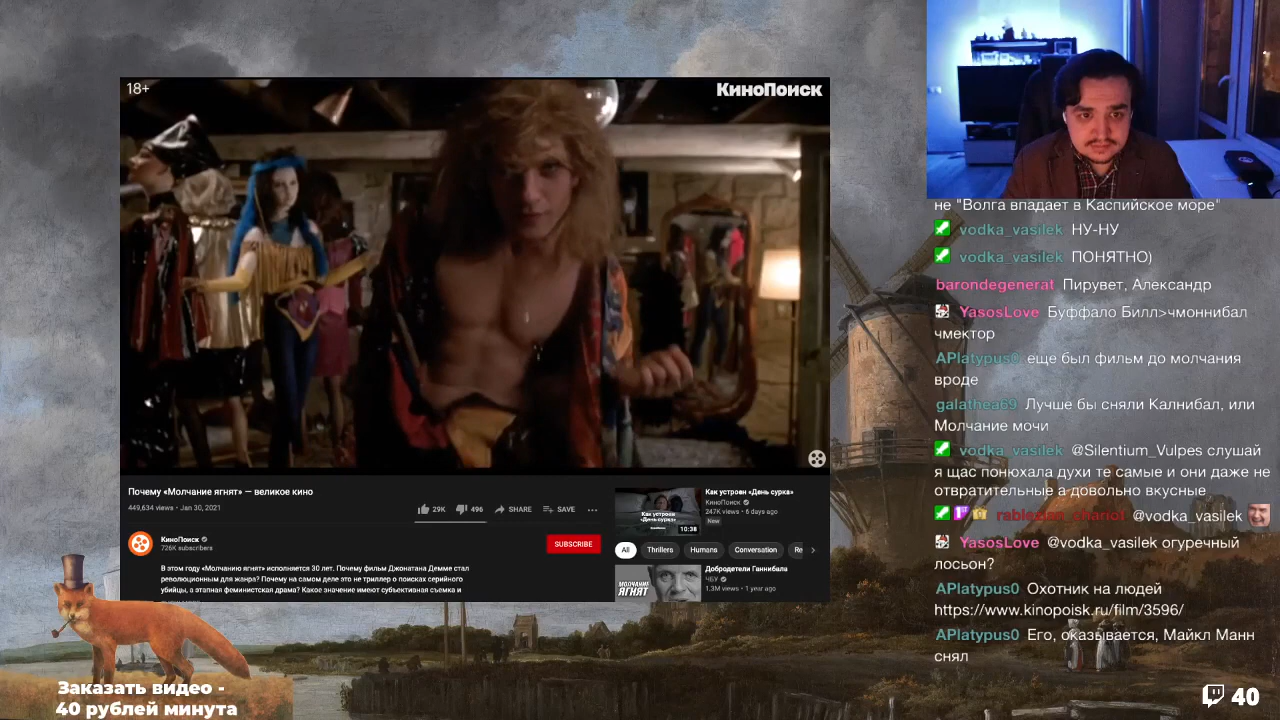 18+
КиноПоиск
Почему «Молчание ягнят» — великое кино
449,634 views • Jan 30, 2021
29K
496
SHARE
SAVE
КиноПоиск
726K subscribers
SUBSCRIBE
В этом году «Молчанию ягнят» исполняется 30 лет. Почему фильм Джонатана Демме стал
революционным для жанра? Почему на самом деле это не триллер о поисках серийного
убийцы, а этапная феминистская драма? Какое значение имеют субъективная съемка и
Как устроен
«День сурка»
10:38
Как устроен «День сурка»
КиноПоиск
247K views • 6 days ago
New
All
Thrillers
Humans
Conversation
Re
МОЛЧАНИЕ
ЯГНЯТ
Добродетели Ганнибала
ЧБУ
1.3M views • 1 year ago
не "Волга впадает в Каспийское море"
vodka_vasilek НУ-НУ
vodka_vasilek ПОНЯТНО)
barondegenerat Пирувет, Александр
YasosLove Буффало Билл>чмоннибал
чмектор
APlatypus0 еще был фильм до молчания
вроде
galathea69 Лучше бы сняли Калнибал, или
Молчание мочи
vodka_vasilek @Silentium_Vulpes слушай
я щас понюхала духи те самые и они даже не
отвратительные а довольно вкусные
rablezian_chariot @vodka_vasilek
YasosLove @vodka_vasilek огуречный
лосьон?
APlatypus0 Охотник на людей
https://www.kinopoisk.ru/film/3596/
APlatypus0 Его, оказывается, Майкл Манн
снял
Заказать видео -
40 рублей минута
40